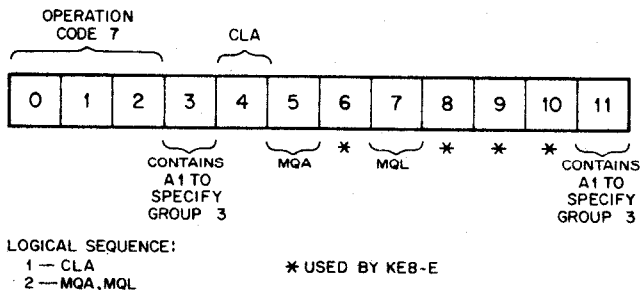 OPERATION
CODE 7
CLA
0 1 2 3 4 5 6 7 8 9 10 11
CONTAINS
A1 TO
SPECIFY
GROUP 3
MQA
*
MQL
*
*
*
CONTAINS
A1 TO
SPECIFY
GROUP 3
LOGICAL SEQUENCE:
1 — CLA
2 — MQA, MQL
* USED BY KE8-E